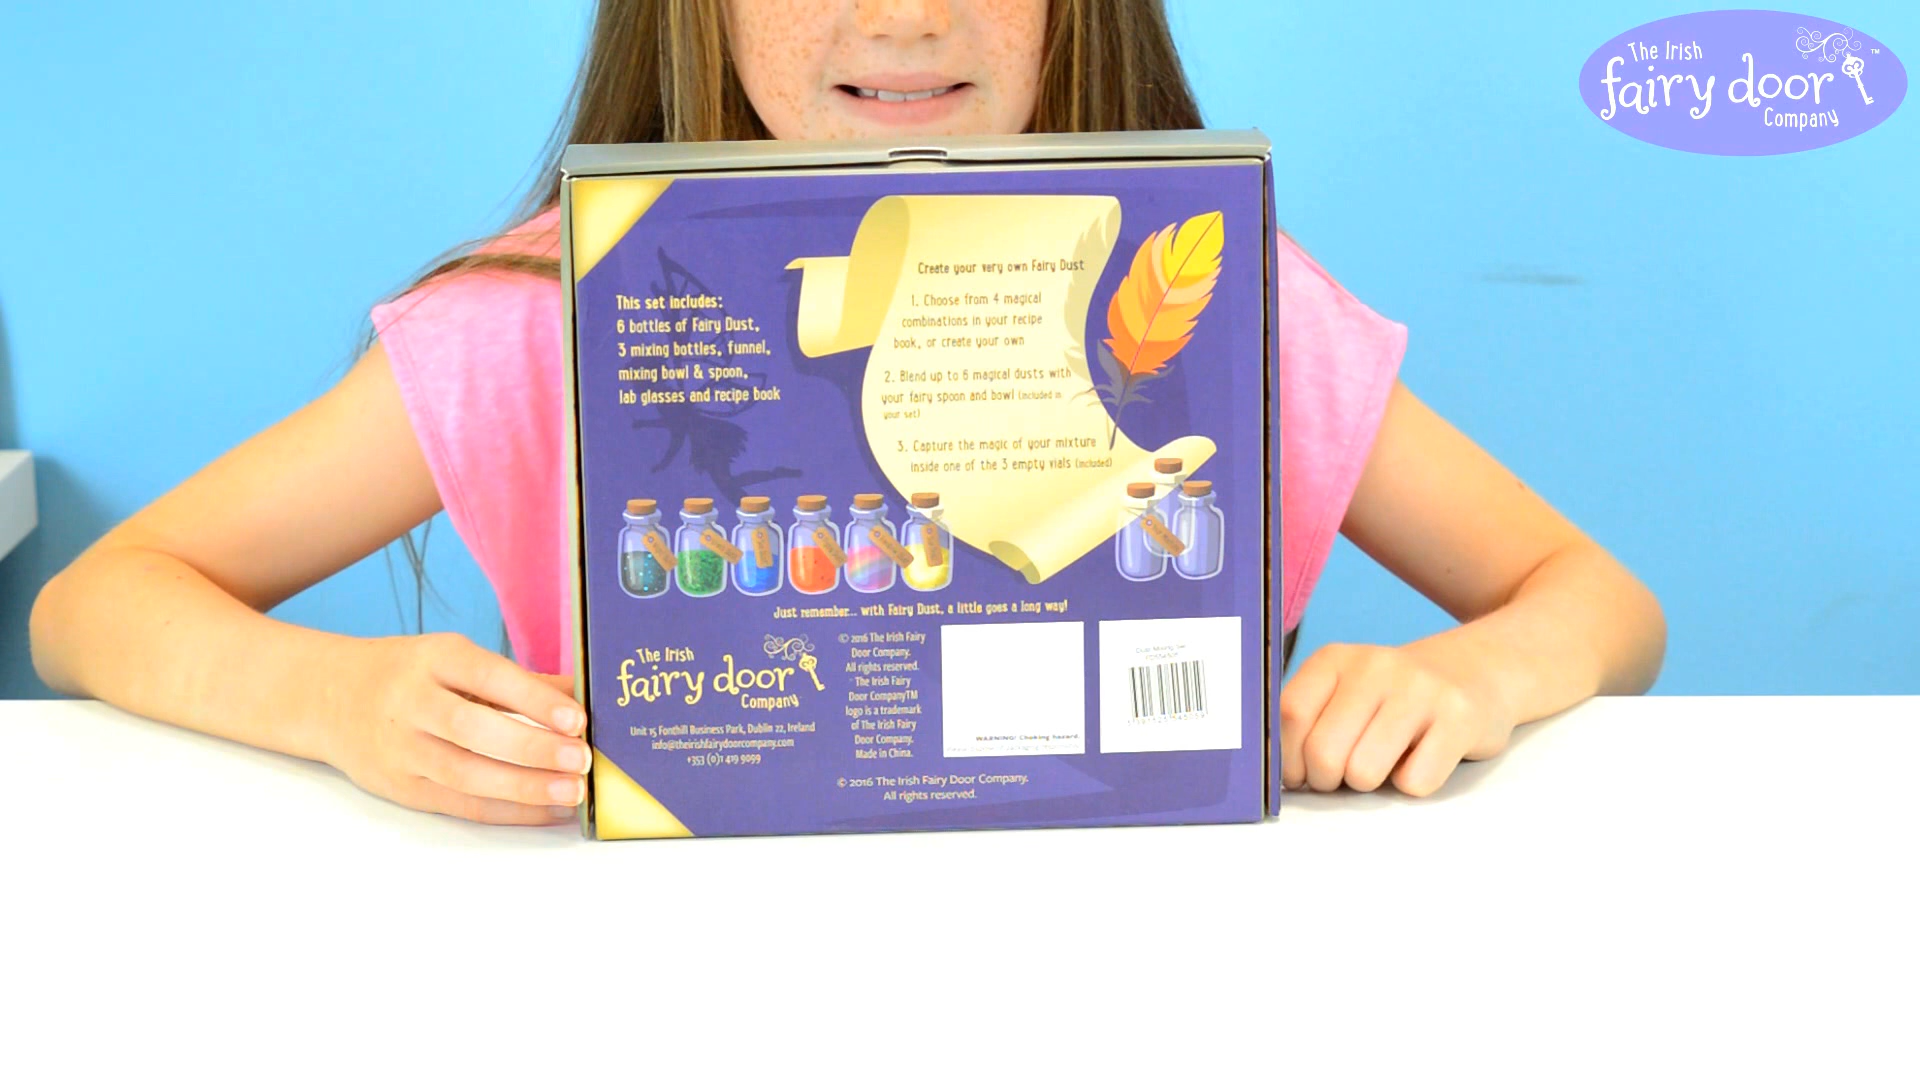 The Irish
fairy door
Company
TM
This set includes:
6 bottles of Fairy Dust,
3 mixing bottles, funnel,
mixing bowl & spoon,
lab glasses and recipe book
Create your very own Fairy Dust
1. Choose from 4 magical
combinations in your recipe
book, or create your own
2. Blend up to 6 magical dusts with
your fairy spoon and bowl (included in
your set)
3. Capture the magic of your mixture
inside one of the 3 empty vials (included)
Just remember... with Fairy Dust, a little goes a long way!
The Irish
fairy door
Company
Unit 15 Fonthill Business Park, Dublin 22, Ireland
info@theirishfairydoorcompany.com
+353 (0)1 419 9099
© 2016 The Irish Fairy
Door Company.
All rights reserved.
The Irish Fairy
Door CompanyTM
logo is a trademark
of The Irish Fairy
Door Company.
Made in China.
WARNING! Choking hazard.
© 2016 The Irish Fairy Door Company.
All rights reserved.